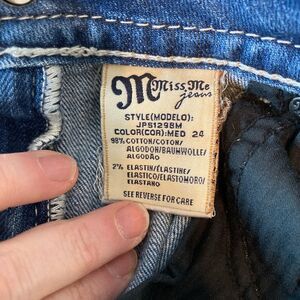 M Miss Me
jeans
STYLE(MODELO):
JP51298M
COLOR(COR):MED 24
98% COTTON/COTON/
ALGODON/BAUMWOLLE/
ALGODÃO
2% ELASTIN/ÉLASTINE/
ELASTICO/ELASTOMORO/
ELASTANO
SEE REVERSE FOR CARE